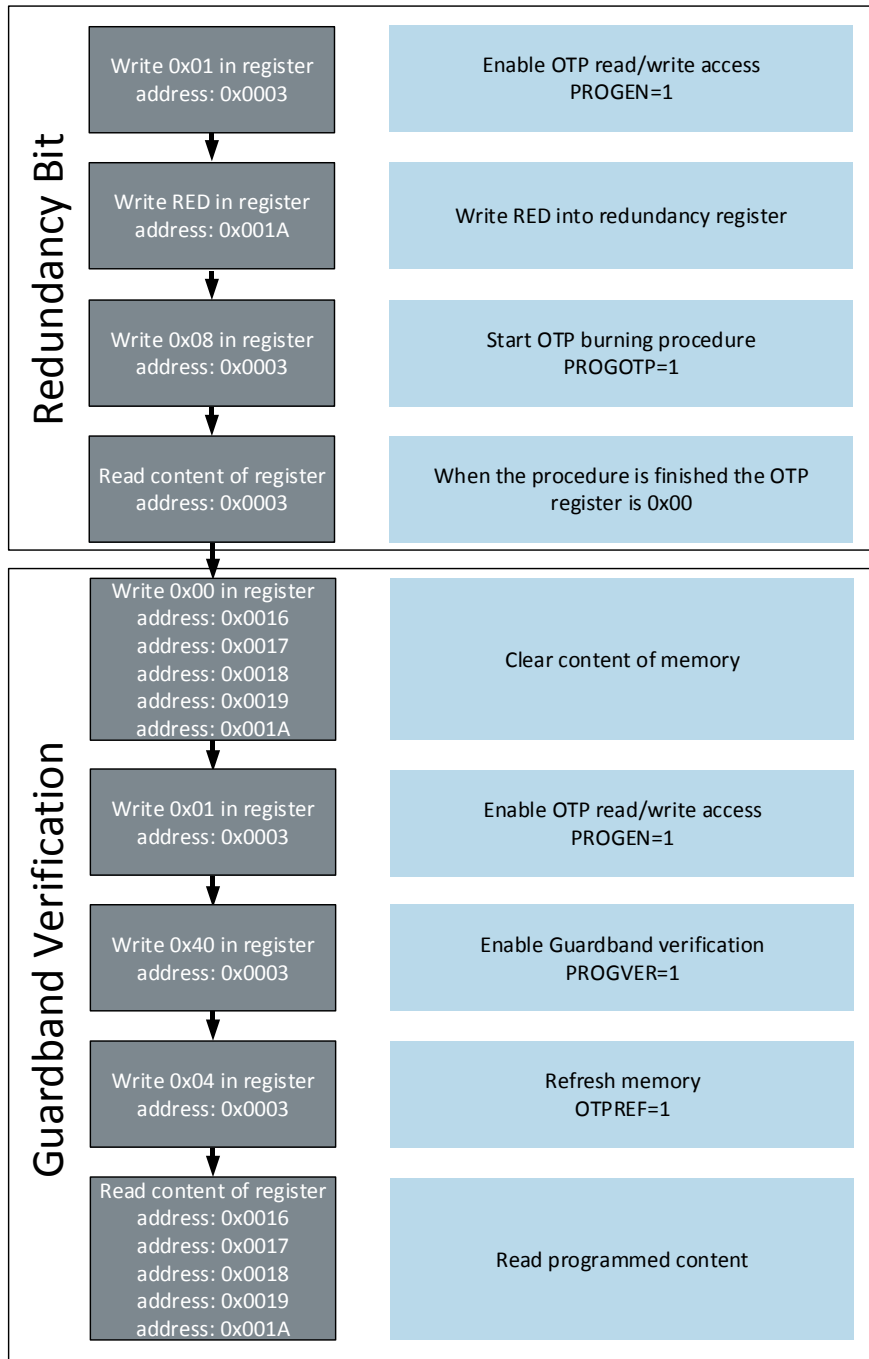 Redundancy Bit
Write 0x01 in register
address: 0x0003
Enable OTP read/write access
PROGEN=1
Write RED in register
address: 0x001A
Write RED into redundancy register
Write 0x08 in register
address: 0x0003
Start OTP burning procedure
PROGOTP=1
Read content of register
address: 0x0003
When the procedure is finished the OTP
register is 0x00
Guardband Verification
Write 0x00 in register
address: 0x0016
address: 0x0017
address: 0x0018
address: 0x0019
address: 0x001A
Clear content of memory
Write 0x01 in register
address: 0x0003
Enable OTP read/write access
PROGEN=1
Write 0x40 in register
address: 0x0003
Enable Guardband verification
PROGVER=1
Write 0x04 in register
address: 0x0003
Refresh memory
OTPREF=1
Read content of register
address: 0x0016
address: 0x0017
address: 0x0018
address: 0x0019
address: 0x001A
Read programmed content